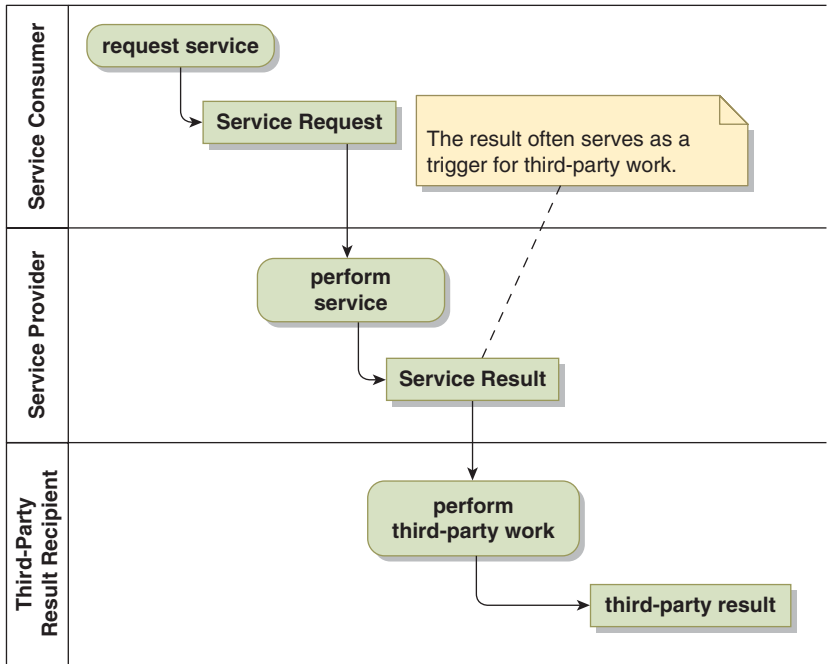 Service Consumer
request service
Service Request
The result often serves as a
trigger for third-party work.
Service Provider
perform
service
Service Result
Third-Party
Result Recipient
perform
third-party work
third-party result